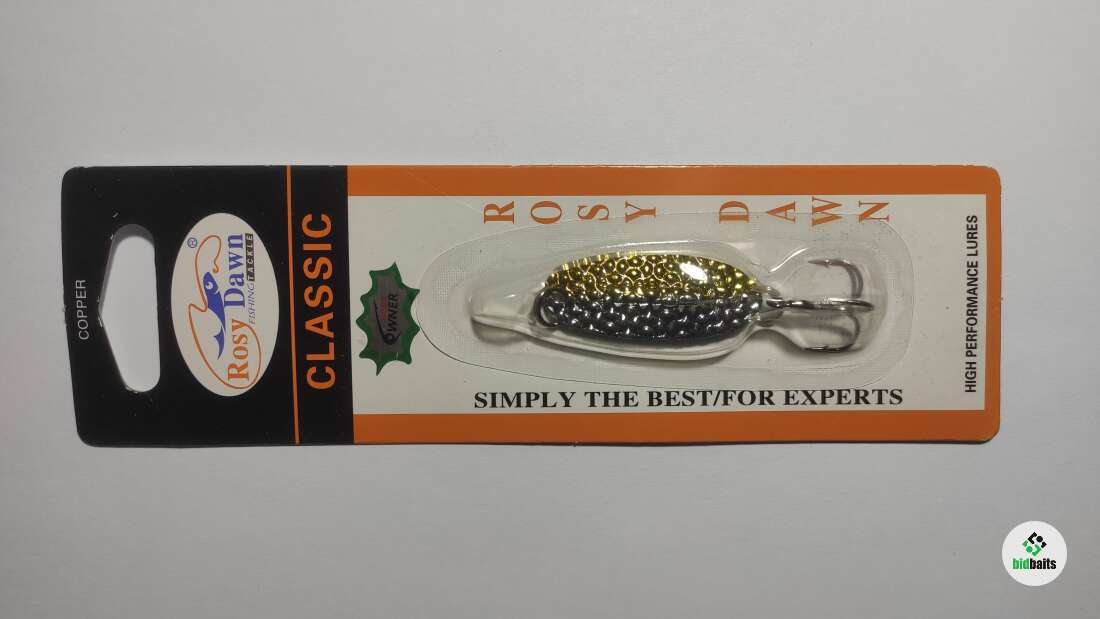 COPPER
Rosy Dawn
FISHING TACKLE
®
CLASSIC
OWNER
ROSY DAWN
SIMPLY THE BEST/FOR EXPERTS
HIGH PERFORMANCE LURES
bidbaits